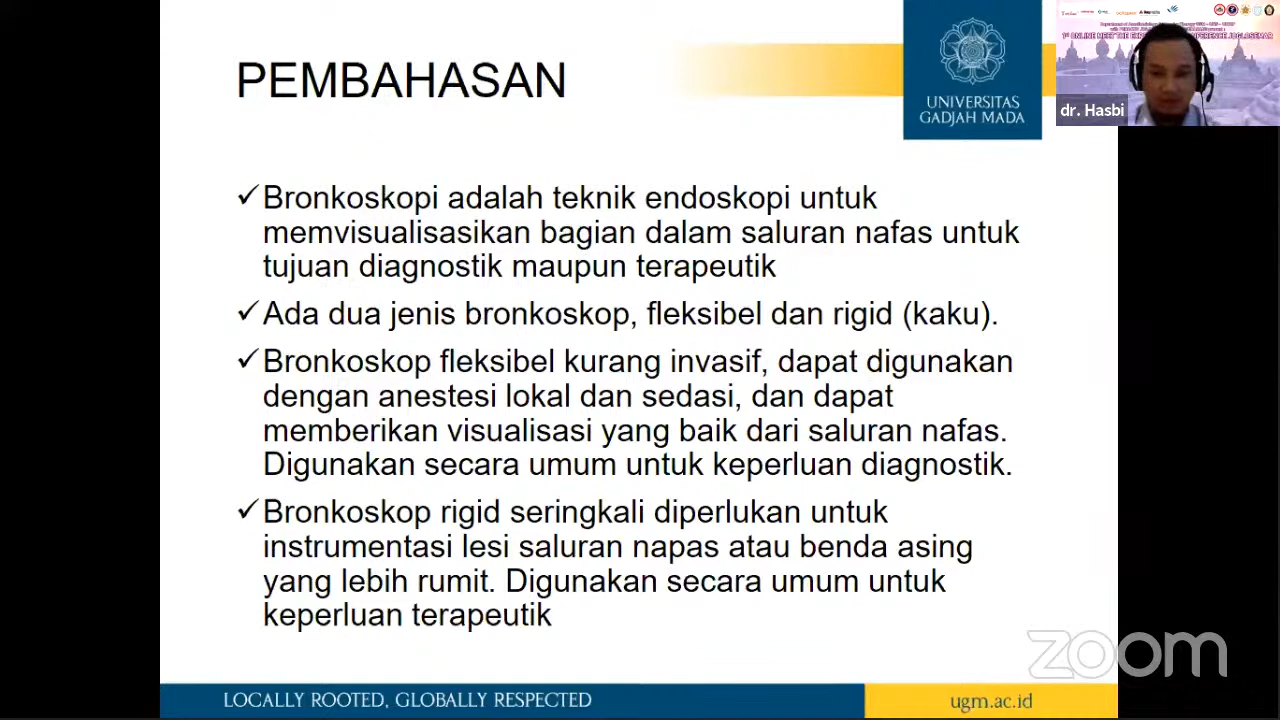 PEMBAHASAN
UNIVERSITAS
GADJAH MADA
1st ONLINE MEET THE
dr. Hasbi
✓Bronkoskopi adalah teknik endoskopi untuk
memvisualisasikan bagian dalam saluran nafas untuk
tujuan diagnostik maupun terapeutik
✓Ada dua jenis bronkoskop, fleksibel dan rigid (kaku).
✓Bronkoskop fleksibel kurang invasif, dapat digunakan
dengan anestesi lokal dan sedasi, dan dapat
memberikan visualisasi yang baik dari saluran nafas.
Digunakan secara umum untuk keperluan diagnostik.
✓Bronkoskop rigid seringkali diperlukan untuk
instrumentasi lesi saluran napas atau benda asing
yang lebih rumit. Digunakan secara umum untuk
keperluan terapeutik
zoom
LOCALLY ROOTED, GLOBALLY RESPECTED
ugm.ac.id